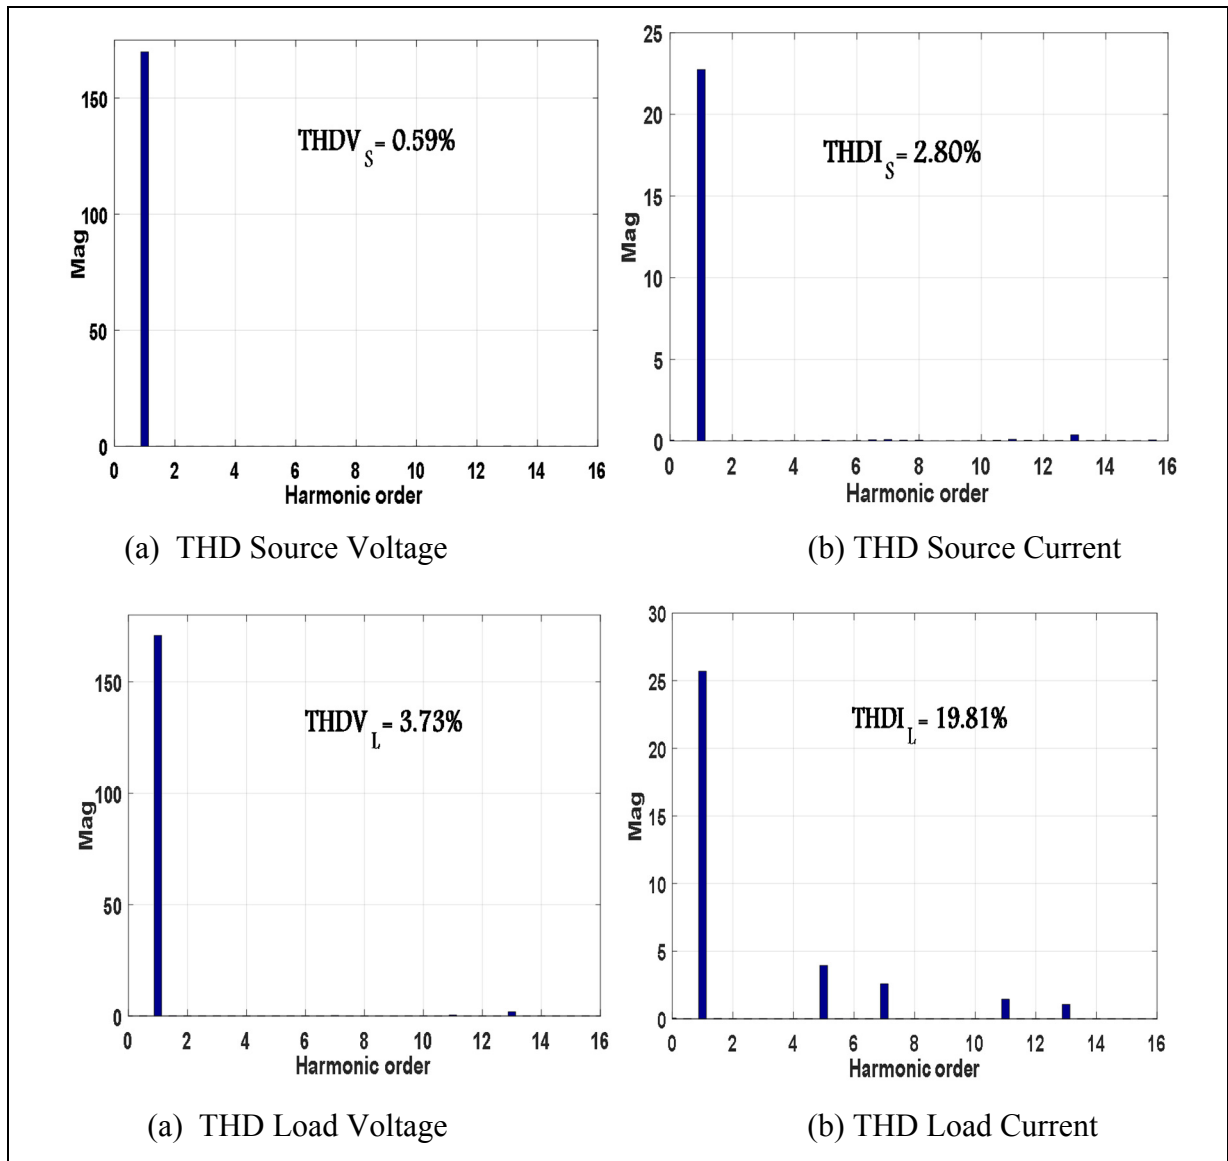 150
100
50
0
Mag
THDV S = 0.59%
0 2 4 6 8 10 12 14 16
Harmonic order
(a) THD Source Voltage
25
20
15
10
5
0
Mag
THDI S = 2.80%
0 2 4 6 8 10 12 14 16
Harmonic order
(b) THD Source Current
150
100
50
0
Mag
THDV L = 3.73%
0 2 4 6 8 10 12 14 16
Harmonic order
(a) THD Load Voltage
30
25
20
15
10
5
0
Mag
THDI L = 19.81%
0 2 4 6 8 10 12 14 16
Harmonic order
(b) THD Load Current